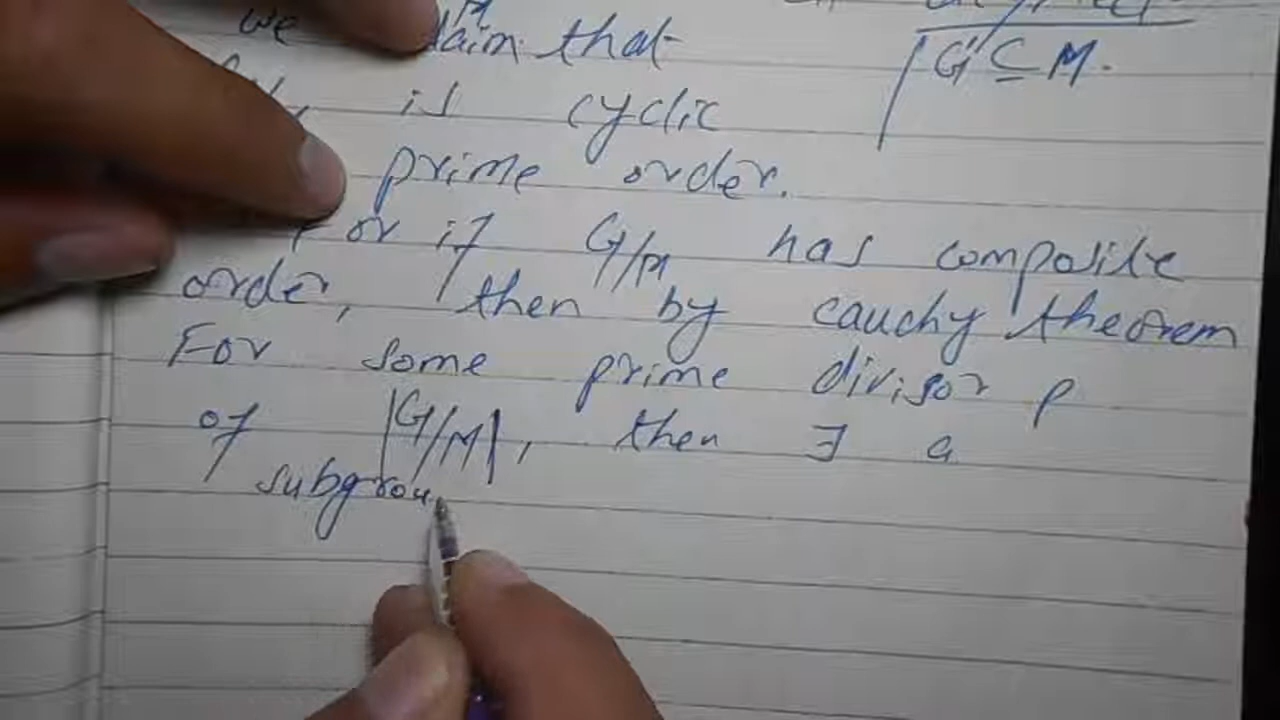 we claim that
G' ⊆ M.
is cyclic
prime order.
For if G/M has composite
order, then by cauchy theorem
For some prime divisor p
of |G/M|, then ∃ a
subgrou